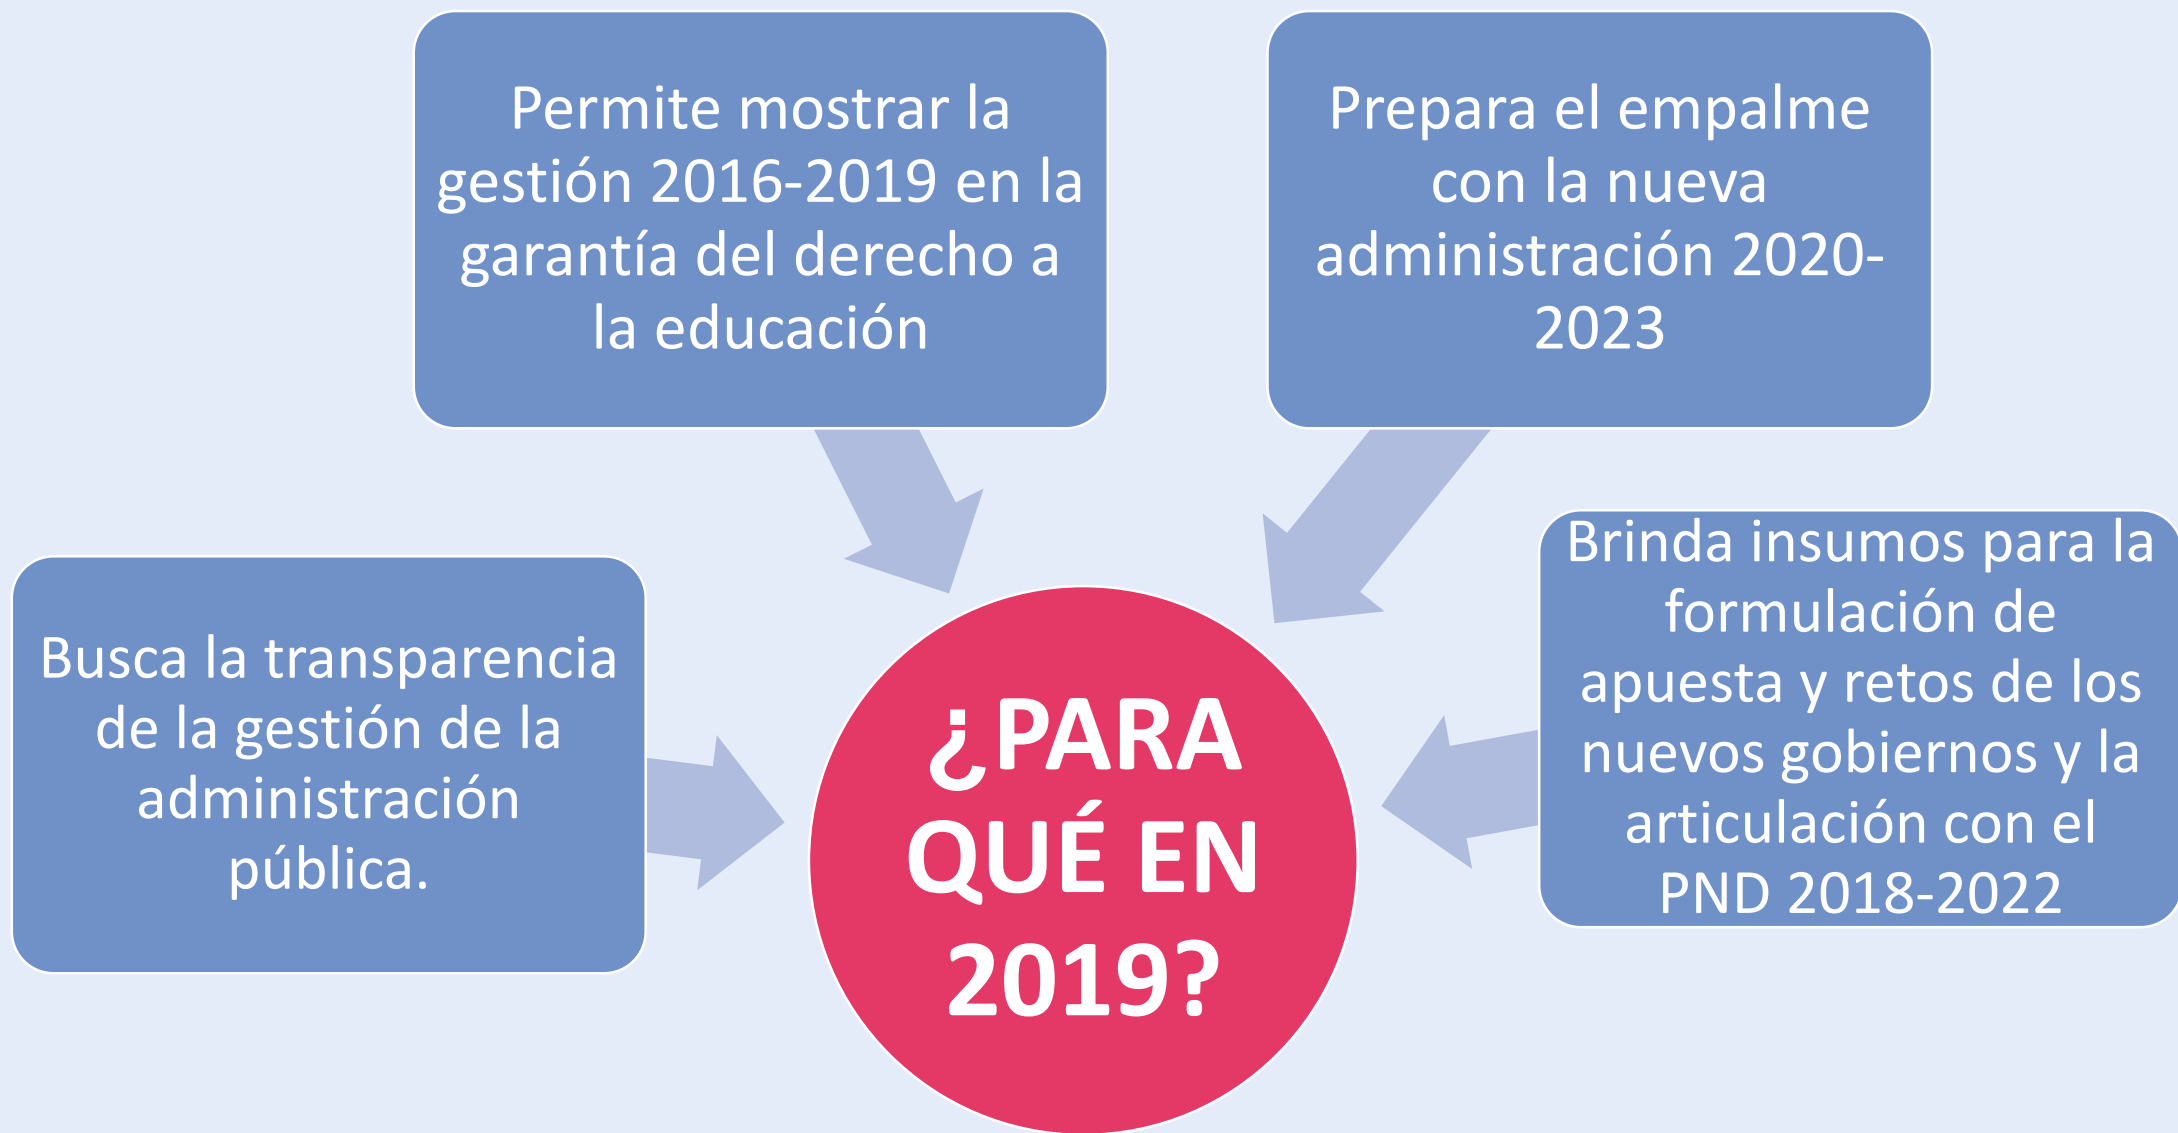 Permite mostrar la
gestión 2016-2019 en la
garantía del derecho a
la educación
Prepara el empalme
con la nueva
administración 2020-
2023
Busca la transparencia
de la gestión de la
administración
pública.
Brinda insumos para la
formulación de
apuesta y retos de los
nuevos gobiernos y la
articulación con el
PND 2018-2022
¿PARA
QUÉ EN
2019?